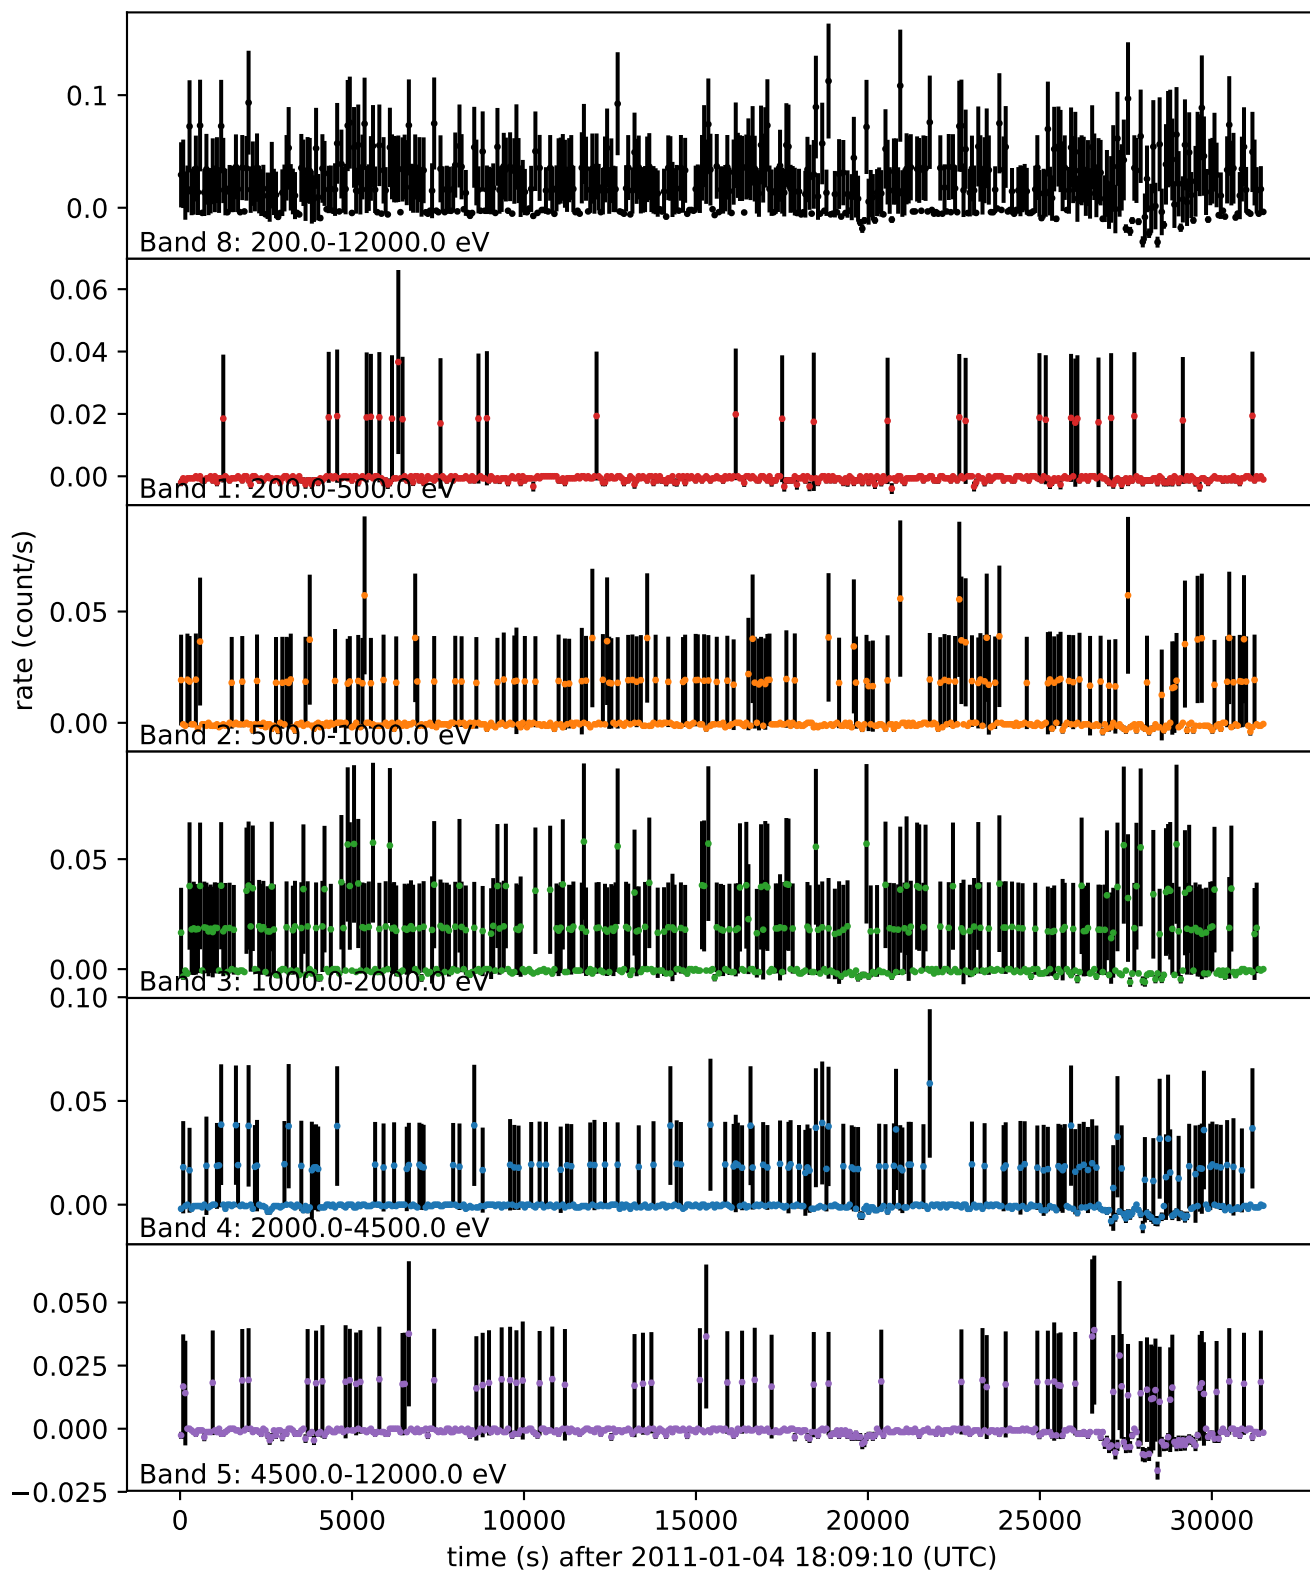 0.1
0.0
Band 8: 200.0-12000.0 eV
0.06
0.04
0.02
0.00
Band 1: 200.0-500.0 eV
rate (count/s)
0.05
0.00
Band 2: 500.0-1000.0 eV
0.05
0.00
Band 3: 1000.0-2000.0 eV
0.10
0.05
0.00
Band 4: 2000.0-4500.0 eV
0.050
0.025
0.000
−0.025
Band 5: 4500.0-12000.0 eV
0 5000 10000 15000 20000 25000 30000
time (s) after 2011-01-04 18:09:10 (UTC)